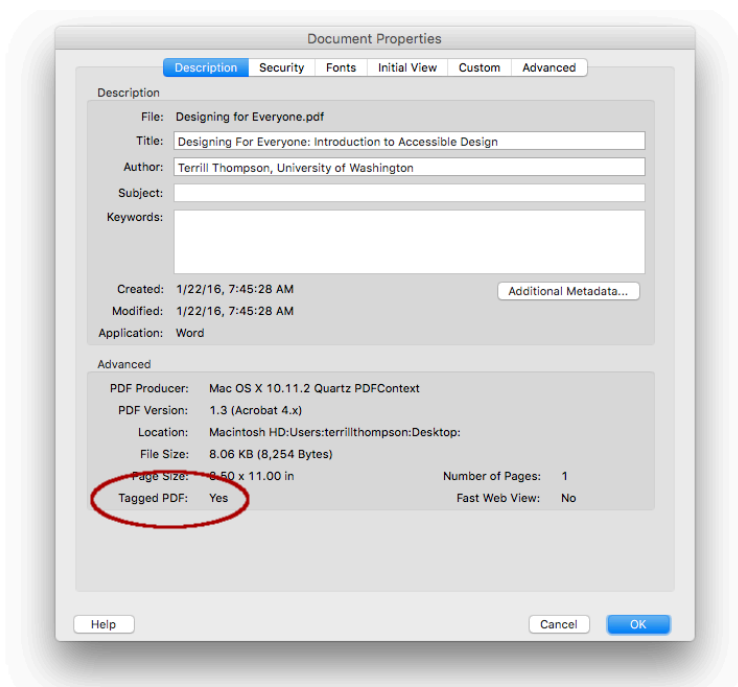 Document Properties
Description Security Fonts Initial View Custom Advanced
Description
File: Designing for Everyone.pdf
Title: Designing For Everyone: Introduction to Accessible Design
Author: Terrill Thompson, University of Washington
Subject:
Keywords:
Created: 1/22/16, 7:45:28 AM Additional Metadata...
Modified: 1/22/16, 7:45:28 AM
Application: Word
Advanced
PDF Producer: Mac OS X 10.11.2 Quartz PDFContext
PDF Version: 1.3 (Acrobat 4.x)
Location: Macintosh HD:Users:terrillthompson:Desktop:
File Size: 8.06 KB (8,254 Bytes)
Page Size: 8.50 x 11.00 in Number of Pages: 1
Tagged PDF: Yes Fast Web View: No
Help Cancel OK